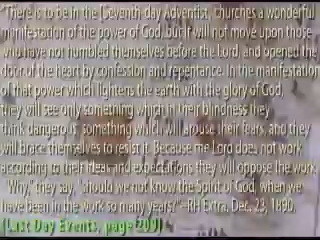 "There is to be in the [Seventh-day Adventist] churches a wonderful
manifestation of the power of God, but it will not move upon those
who have not humbled themselves before the Lord, and opened the
door of the heart by confession and repentance. In the manifestation
of that power which lightens the earth with the glory of God,
they will see only something which in their blindness they
think dangerous, something which will arouse their fears, and they
will brace themselves to resist it. Because the Lord does not work
according to their ideas and expectations they will oppose the work.
"Why," they say, "should we not know the Spirit of God, when we
have been in the work so many years?"--RH Extra, Dec. 23, 1890.
(Last Day Events, page 209)